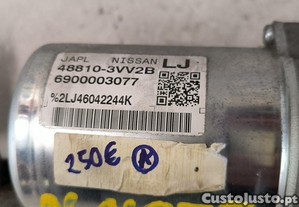 JAPL NISSAN LJ
48810-3VV2B
6900003077
%2LJ46042244K
250€ R
CustoJusto.pt